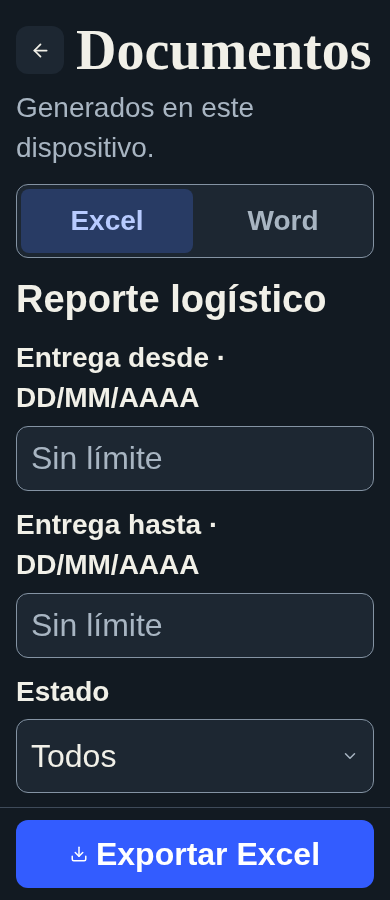 Documentos
Generados en este
dispositivo.
Excel
Word
Reporte logístico
Entrega desde ·
DD/MM/AAAA
Sin límite
Entrega hasta ·
DD/MM/AAAA
Sin límite
Estado
Todos
Exportar Excel